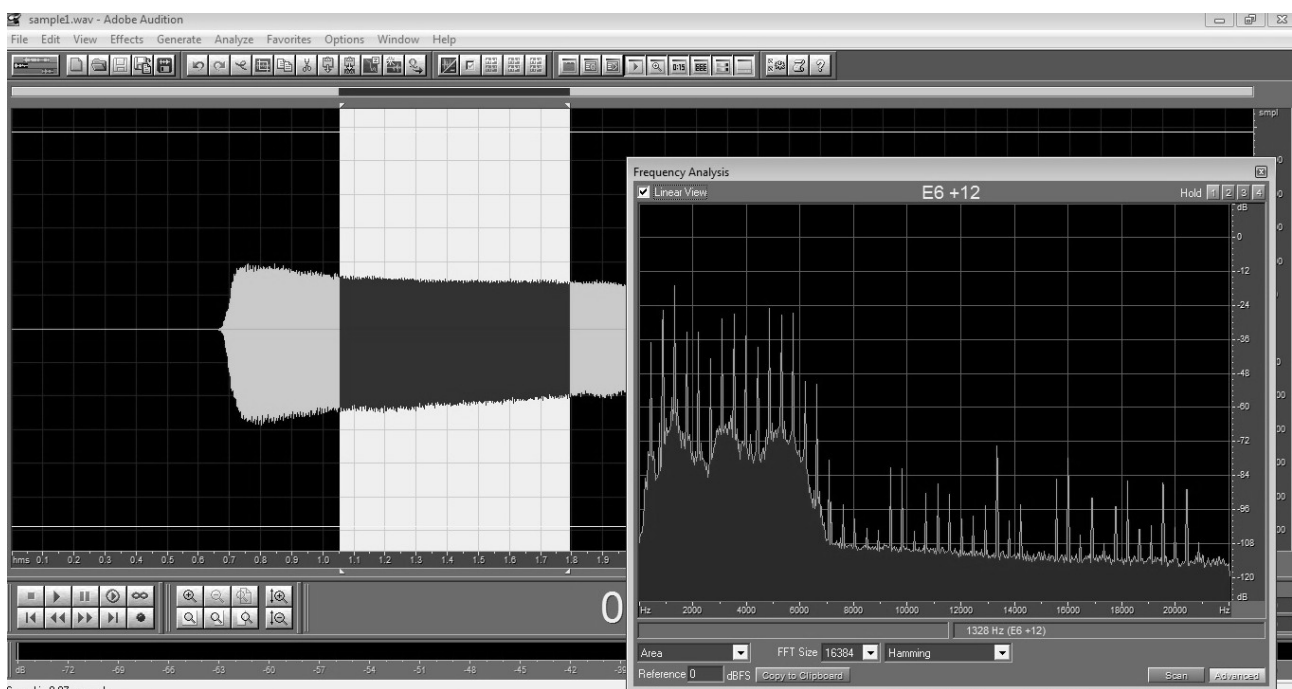 sample1.wav - Adobe Audition
File Edit View Effects Generate Analyze Favorites Options Window Help
smpl
hms 0.1 0.2 0.3 0.4 0.5 0.6 0.7 0.8 0.9 1.0 1.1 1.2 1.3 1.4 1.5 1.6 1.7 1.8 1.9
Frequency Analysis
Linear View E6 +12 Hold 1 2 3 4
dB
-0
-12
-24
-36
-48
-60
-72
-84
-96
-108
-120
dB
Hz 2000 4000 6000 8000 10000 12000 14000 16000 18000 20000 Hz
1328 Hz (E6 +12)
Area FFT Size 16384 Hamming
Reference 0 dBFS Copy to Clipboard Scan Advanced
0
dB -72 -69 -66 -63 -60 -57 -54 -51 -48 -45 -42 -39